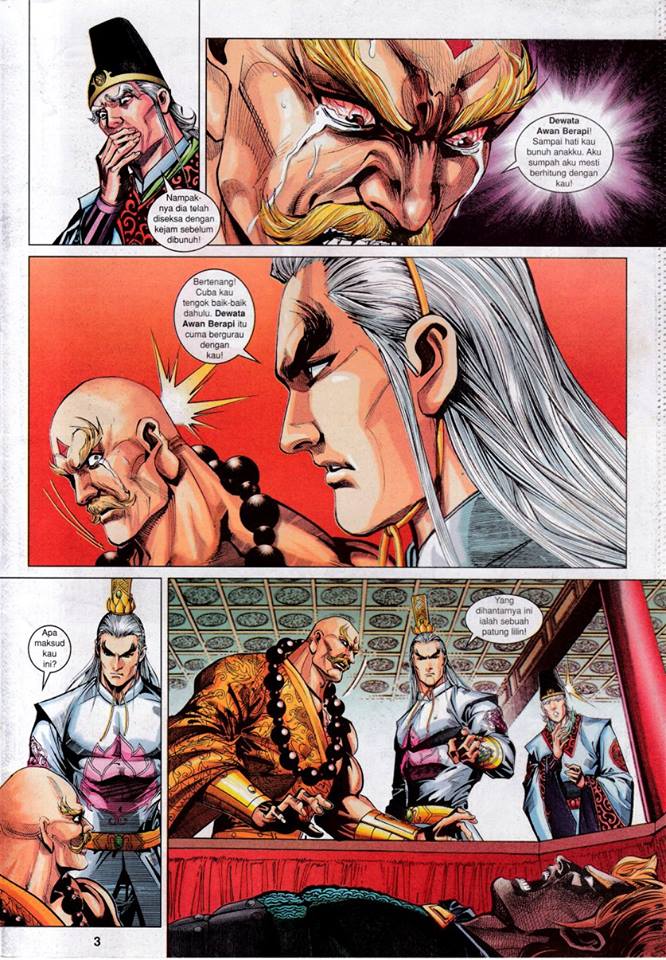 Nampak-
nya dia telah
diseksa dengan
kejam sebelum
dibunuh!
Dewata
Awan Berapi!
Sampai hati kau
bunuh anakku. Aku
sumpah aku mesti
berhitung dengan
kau!
Bertenang!
Cuba kau
tengok baik-baik
dahulu. Dewata
Awan Berapi itu
cuma bergurau
dengan
kau!
Apa
maksud
kau
ini?
Yang
dihantarnya ini
ialah sebuah
patung lilin!
3